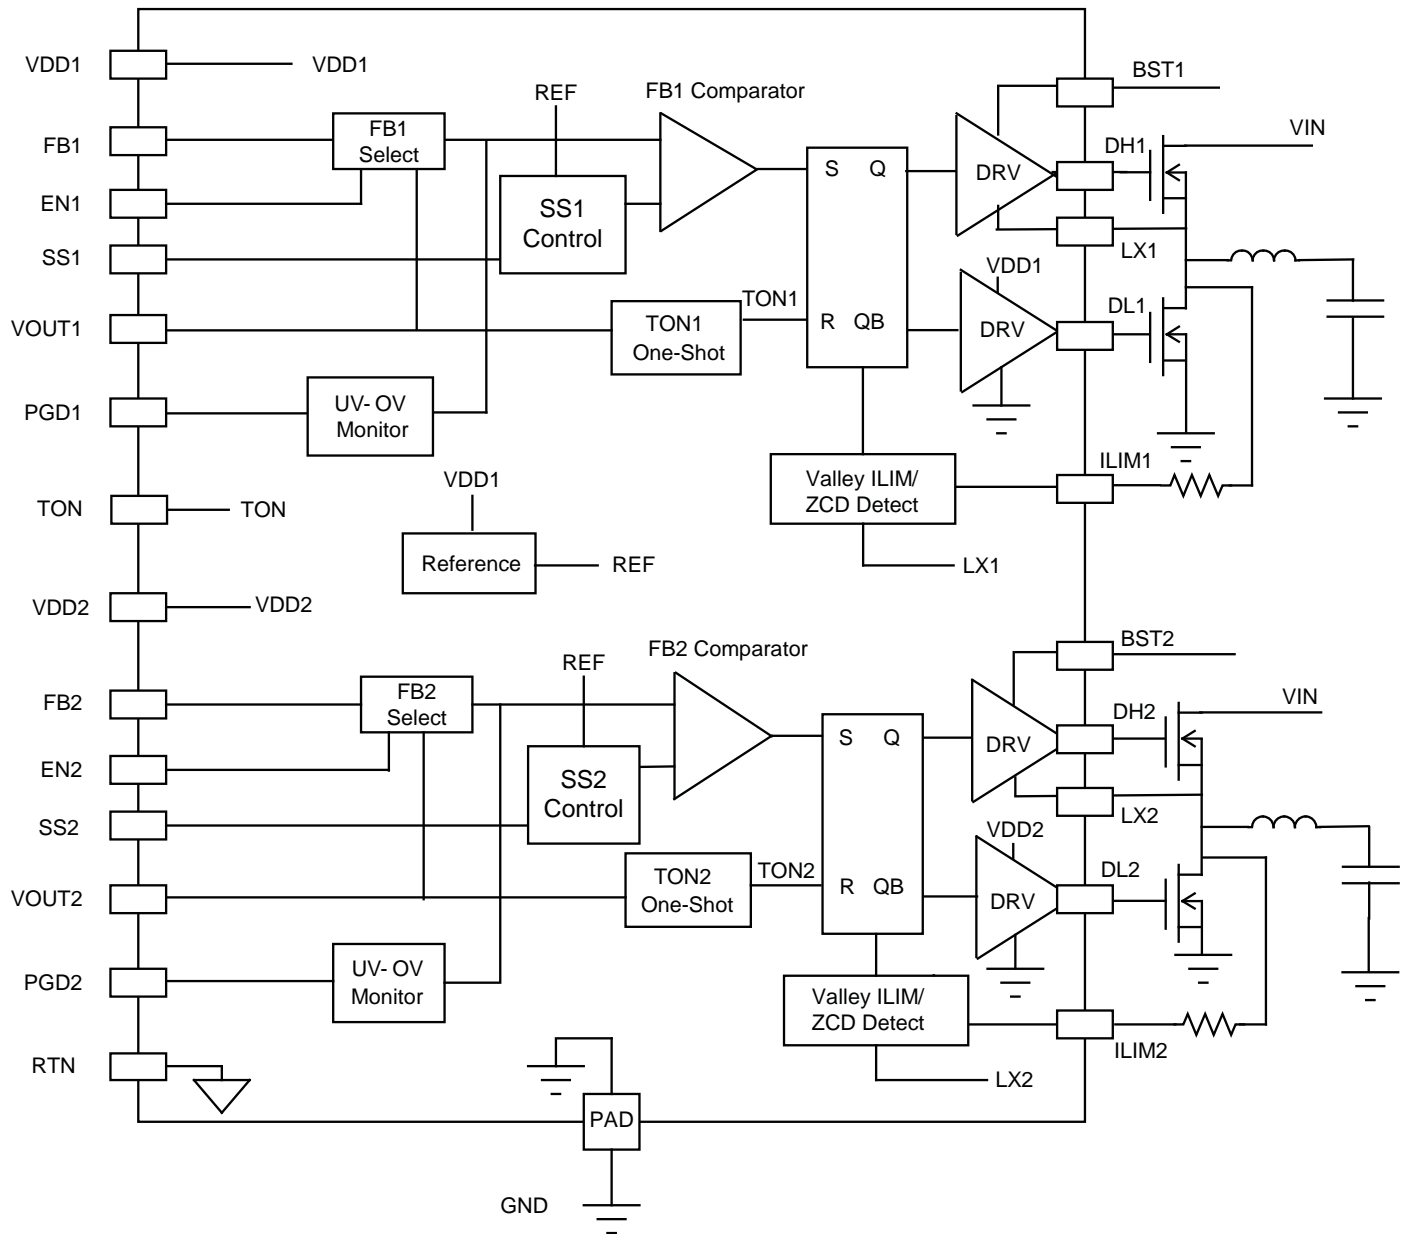 VDD1
VDD1
BST1
REF
FB1 Comparator
VIN
FB1
FB1
Select
DH1
S Q
DRV
EN1
SS1
Control
SS1
LX1
VDD1
TON1
DL1
VOUT1
TON1
One-Shot
R QB
DRV
PGD1
UV- OV
Monitor
ILIM1
VDD1
Valley ILIM/
ZCD Detect
TON
TON
Reference
REF
LX1
VDD2
VDD2
BST2
FB2 Comparator
REF
VIN
FB2
FB2
Select
DH2
S Q
DRV
EN2
SS2
Control
SS2
LX2
VDD2
TON2
DL2
VOUT2
TON2
One-Shot
R QB
DRV
PGD2
UV- OV
Monitor
Valley ILIM/
ZCD Detect
ILIM2
RTN
LX2
PAD
GND